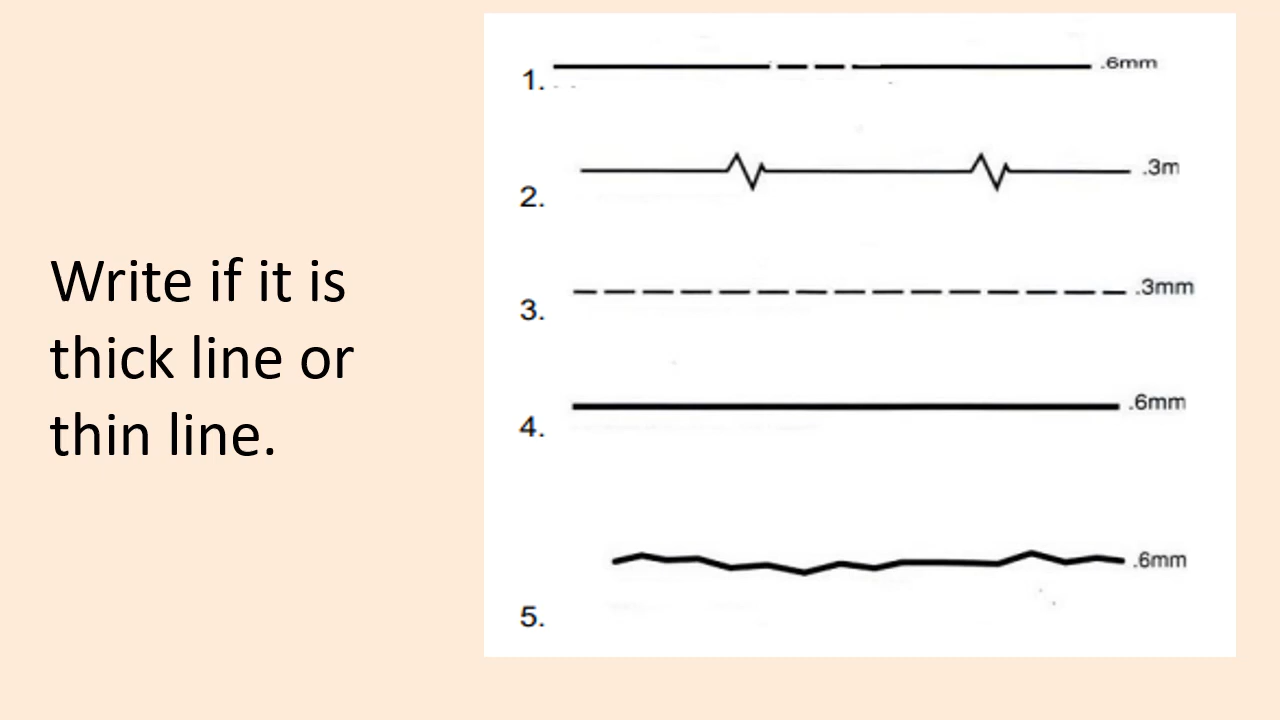 Write if it is
thick line or
thin line.
1. .6mm
2. .3m
3. .3mm
4. .6mm
5. .6mm